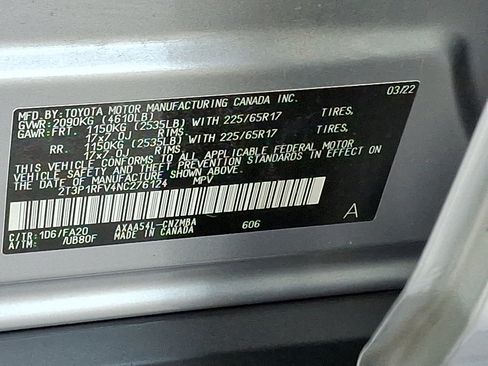 MFD.BY:TOYOTA MOTOR MANUFACTURING CANADA INC. 03/22
GVWR:2090KG (4610LB)
GAWR:FRT. 1150KG (2535LB) WITH 225/65R17 TIRES,
17x7.0J RIMS,
RR. 1150KG (2535LB) WITH 225/65R17 TIRES,
17x7.0J RIMS,
THIS VEHICLE CONFORMS TO ALL APPLICABLE FEDERAL MOTOR
VEHICLE SAFETY AND THEFT PREVENTION STANDARDS IN EFFECT ON
THE DATE OF MANUFACTURE SHOWN ABOVE.
2T3P1RFV4NC276124 MPV
C/TR:1D6/FA20 AXAA54L-CNZMBA 606 A
A/TM: /UB80F MADE IN CANADA